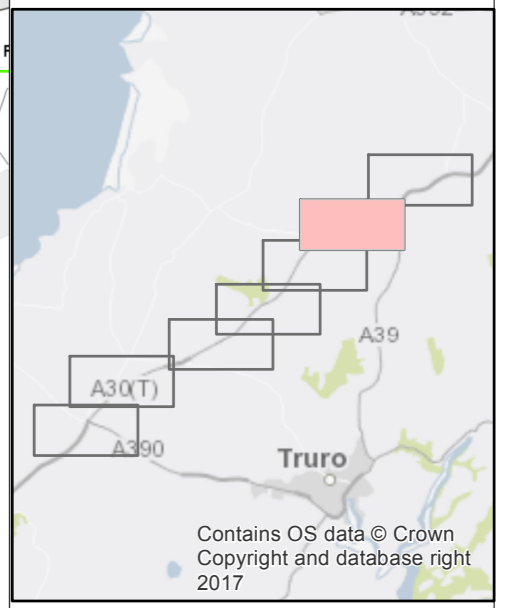 F
A39
A30(T)
A390
Truro
Contains OS data © Crown
Copyright and database right
2017